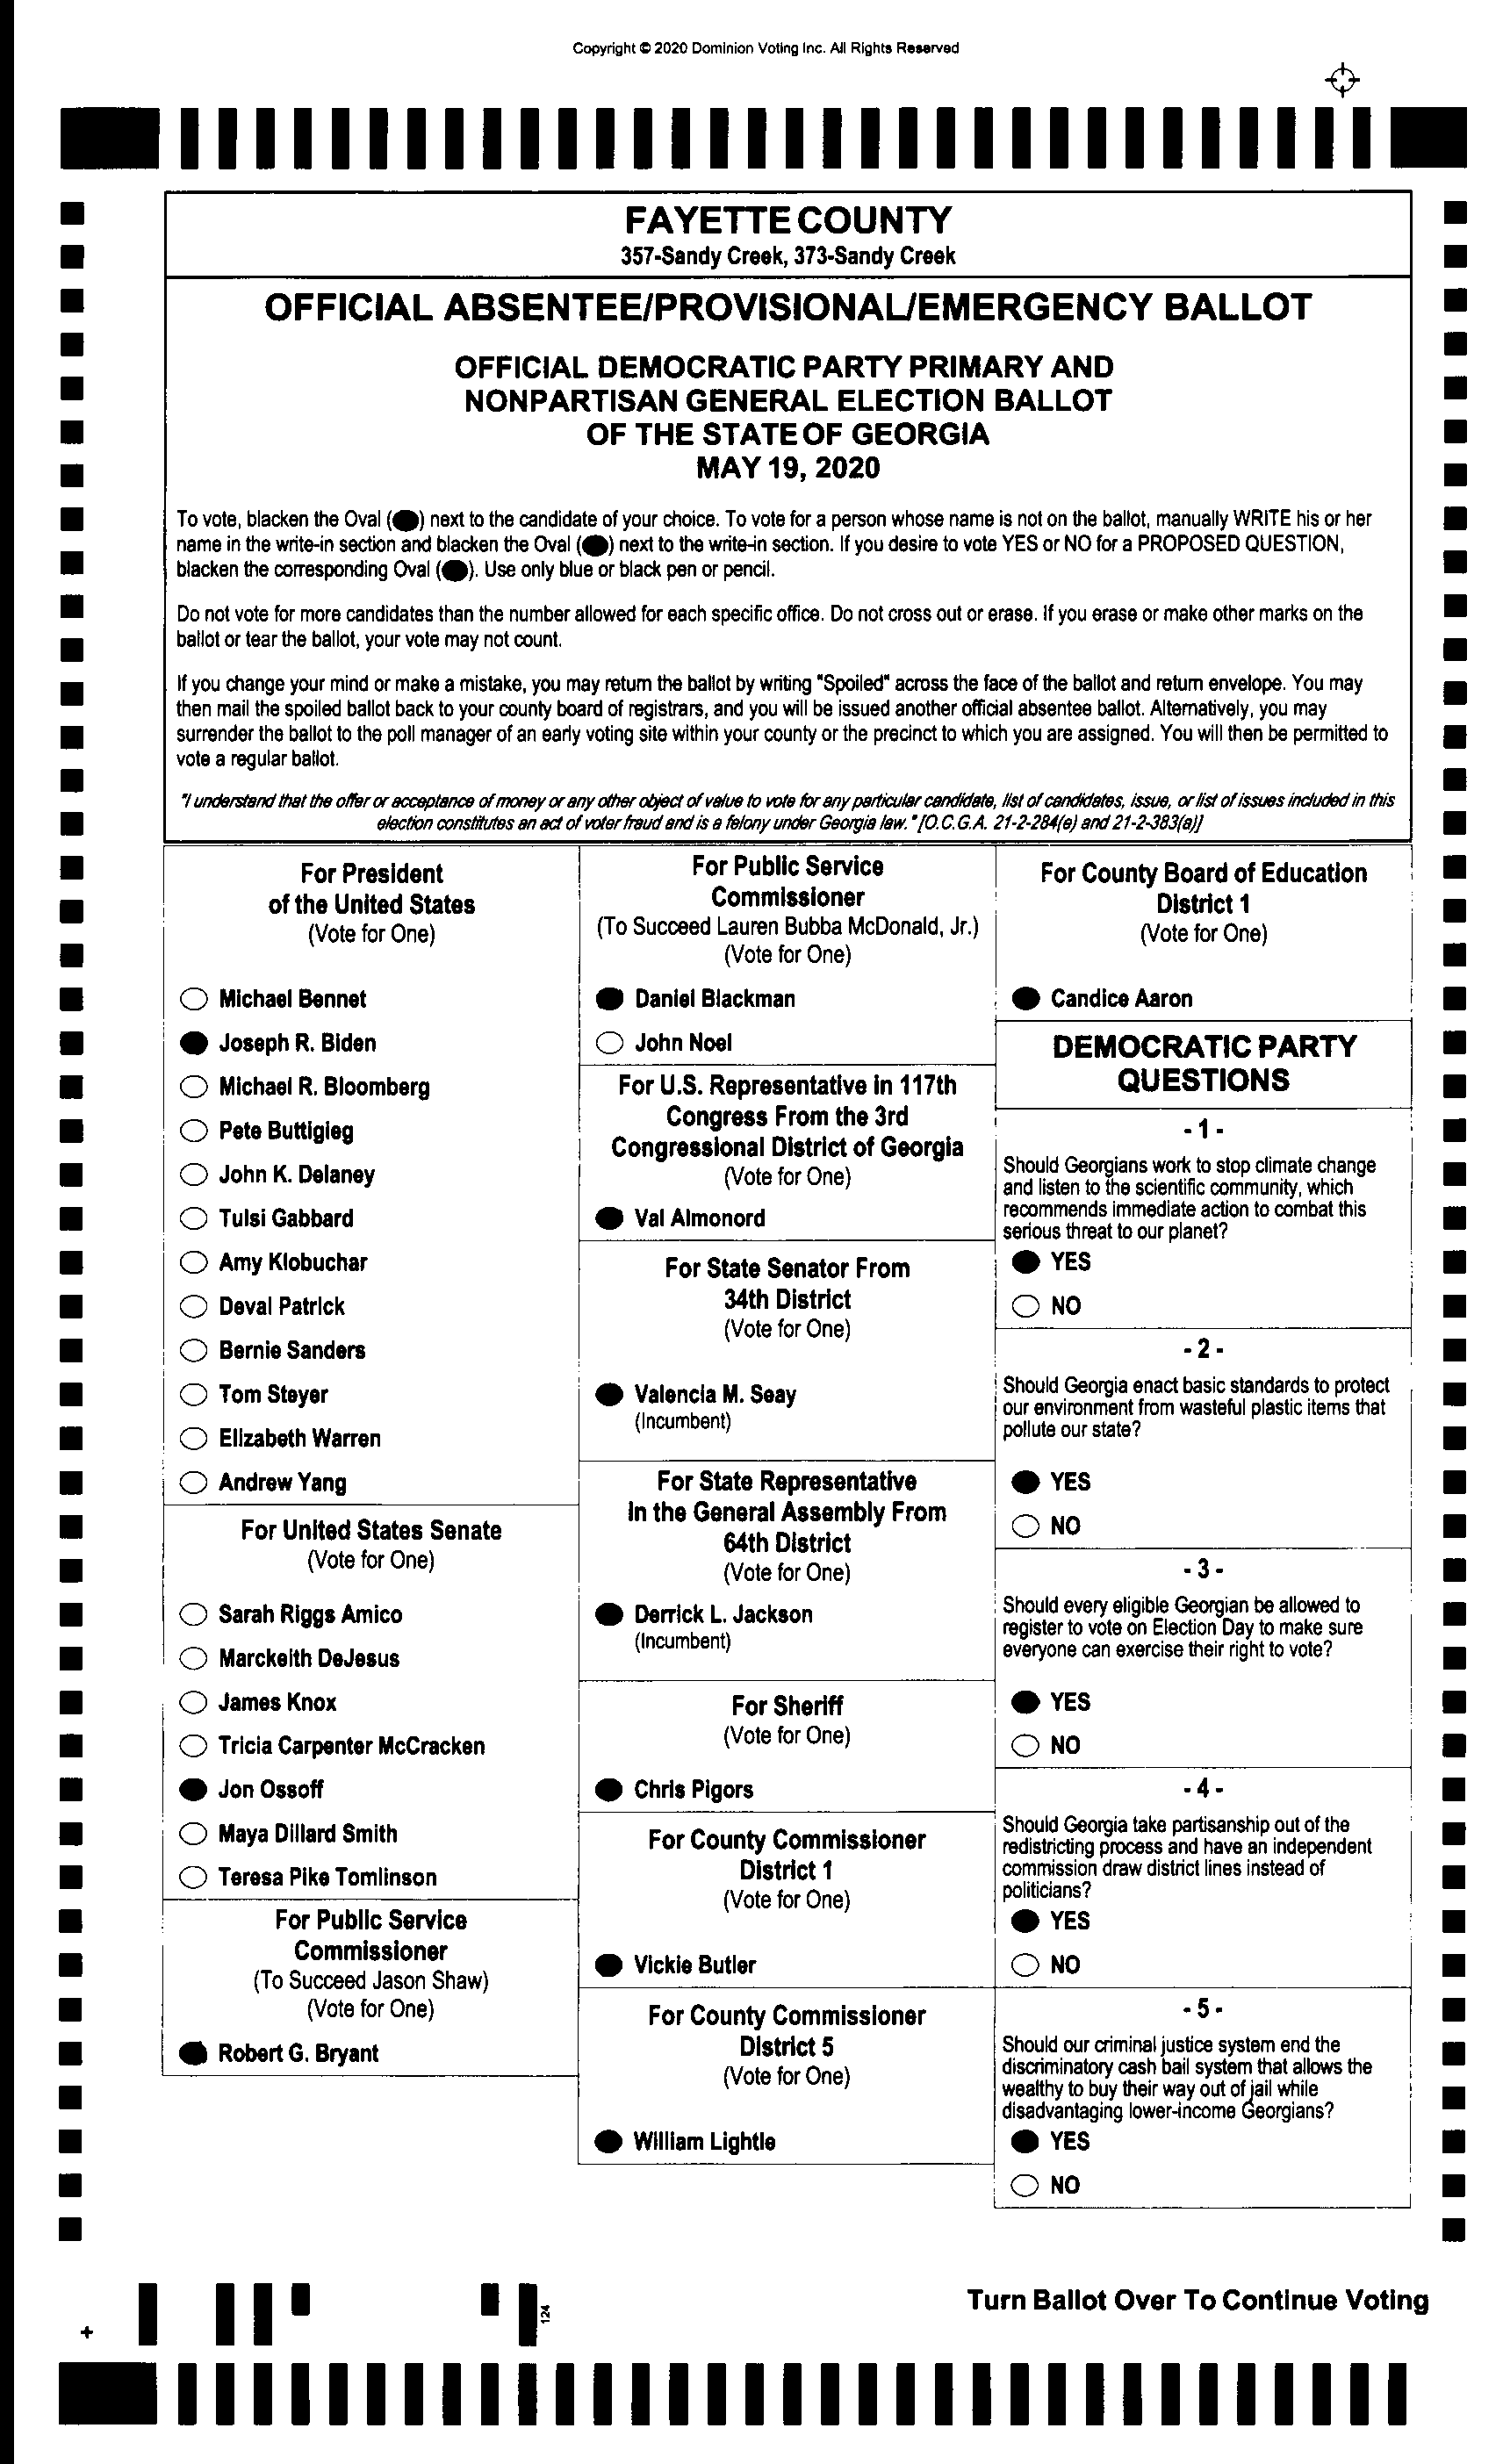 Copyright © 2020 Dominion Voting Inc. All Rights Reserved
FAYETTE COUNTY
357-Sandy Creek, 373-Sandy Creek
OFFICIAL ABSENTEE/PROVISIONAL/EMERGENCY BALLOT
OFFICIAL DEMOCRATIC PARTY PRIMARY AND
NONPARTISAN GENERAL ELECTION BALLOT
OF THE STATE OF GEORGIA
MAY 19, 2020
To vote, blacken the Oval (●) next to the candidate of your choice. To vote for a person whose name is not on the ballot, manually WRITE his or her
name in the write-in section and blacken the Oval (●) next to the write-in section. If you desire to vote YES or NO for a PROPOSED QUESTION,
blacken the corresponding Oval (●). Use only blue or black pen or pencil.
Do not vote for more candidates than the number allowed for each specific office. Do not cross out or erase. If you erase or make other marks on the
ballot or tear the ballot, your vote may not count.
If you change your mind or make a mistake, you may return the ballot by writing "Spoiled" across the face of the ballot and return envelope. You may
then mail the spoiled ballot back to your county board of registrars, and you will be issued another official absentee ballot. Alternatively, you may
surrender the ballot to the poll manager of an early voting site within your county or the precinct to which you are assigned. You will then be permitted to
vote a regular ballot.
"I understand that the offer or acceptance of money or any other object of value to vote for any particular candidate, list of candidates, issue, or list of issues included in this
election constitutes an act of voter fraud and is a felony under Georgia law." [O.C.G.A. 21-2-284(e) and 21-2-383(a)]
For President
of the United States
(Vote for One)
Michael Bennet
Joseph R. Biden
Michael R. Bloomberg
Pete Buttigieg
John K. Delaney
Tulsi Gabbard
Amy Klobuchar
Deval Patrick
Bernie Sanders
Tom Steyer
Elizabeth Warren
Andrew Yang
For United States Senate
(Vote for One)
Sarah Riggs Amico
Marckeith DeJesus
James Knox
Tricia Carpenter McCracken
Jon Ossoff
Maya Dillard Smith
Teresa Pike Tomlinson
For Public Service
Commissioner
(To Succeed Jason Shaw)
(Vote for One)
Robert G. Bryant
For Public Service
Commissioner
(To Succeed Lauren Bubba McDonald, Jr.)
(Vote for One)
Daniel Blackman
John Noel
For U.S. Representative in 117th
Congress From the 3rd
Congressional District of Georgia
(Vote for One)
Val Almonord
For State Senator From
34th District
(Vote for One)
Valencia M. Seay
(Incumbent)
For State Representative
In the General Assembly From
64th District
(Vote for One)
Derrick L. Jackson
(Incumbent)
For Sheriff
(Vote for One)
Chris Pigors
For County Commissioner
District 1
(Vote for One)
Vickie Butler
For County Commissioner
District 5
(Vote for One)
William Lightle
For County Board of Education
District 1
(Vote for One)
Candice Aaron
DEMOCRATIC PARTY
QUESTIONS
- 1 -
Should Georgians work to stop climate change
and listen to the scientific community, which
recommends immediate action to combat this
serious threat to our planet?
YES
NO
- 2 -
Should Georgia enact basic standards to protect
our environment from wasteful plastic items that
pollute our state?
YES
NO
- 3 -
Should every eligible Georgian be allowed to
register to vote on Election Day to make sure
everyone can exercise their right to vote?
YES
NO
- 4 -
Should Georgia take partisanship out of the
redistricting process and have an independent
commission draw district lines instead of
politicians?
YES
NO
- 5 -
Should our criminal justice system end the
discriminatory cash bail system that allows the
wealthy to buy their way out of jail while
disadvantaging lower-income Georgians?
YES
NO
Turn Ballot Over To Continue Voting
124